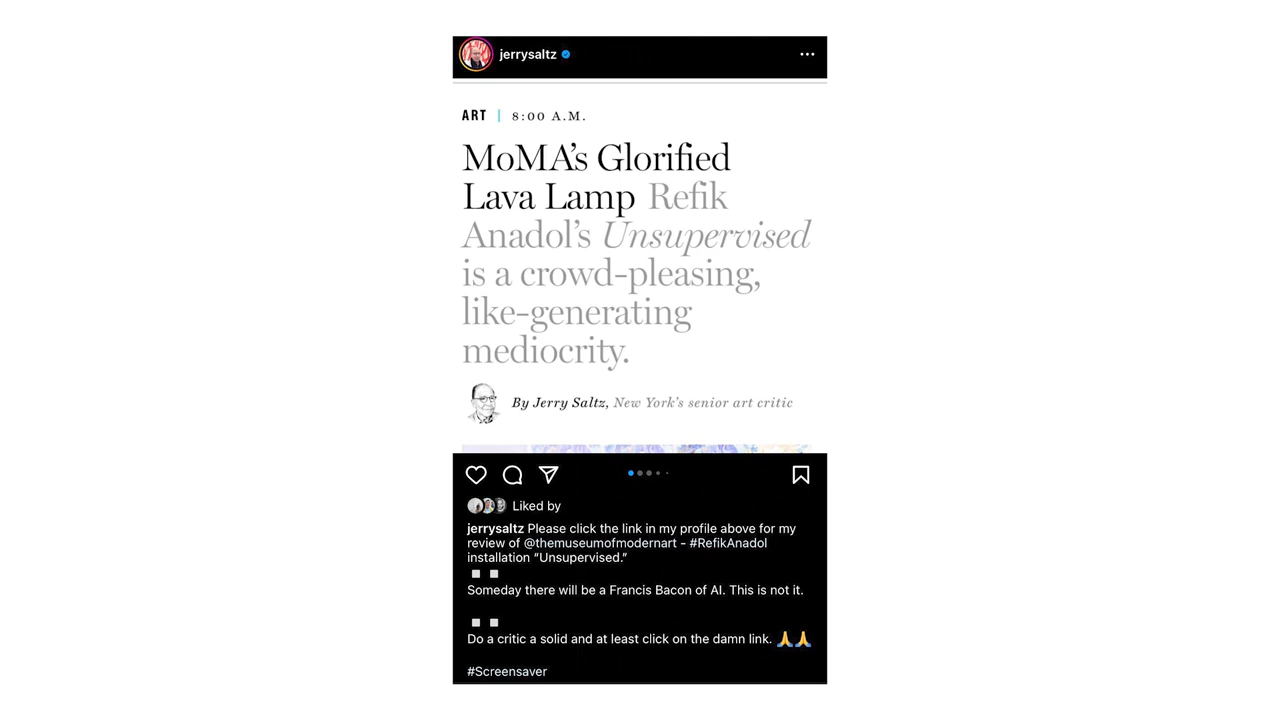 jerrysaltz
ART | 8:00 A.M.
MoMA’s Glorified
Lava Lamp Refik
Anadol’s Unsupervised
is a crowd-pleasing,
like-generating
mediocrity.
By Jerry Saltz, New York’s senior art critic
Liked by
jerrysaltz Please click the link in my profile above for my
review of @themuseumofmodernart - #RefikAnadol
installation “Unsupervised.”
◽️◽️
Someday there will be a Francis Bacon of AI. This is not it.
◽️◽️
Do a critic a solid and at least click on the damn link. 🙏🙏
#Screensaver